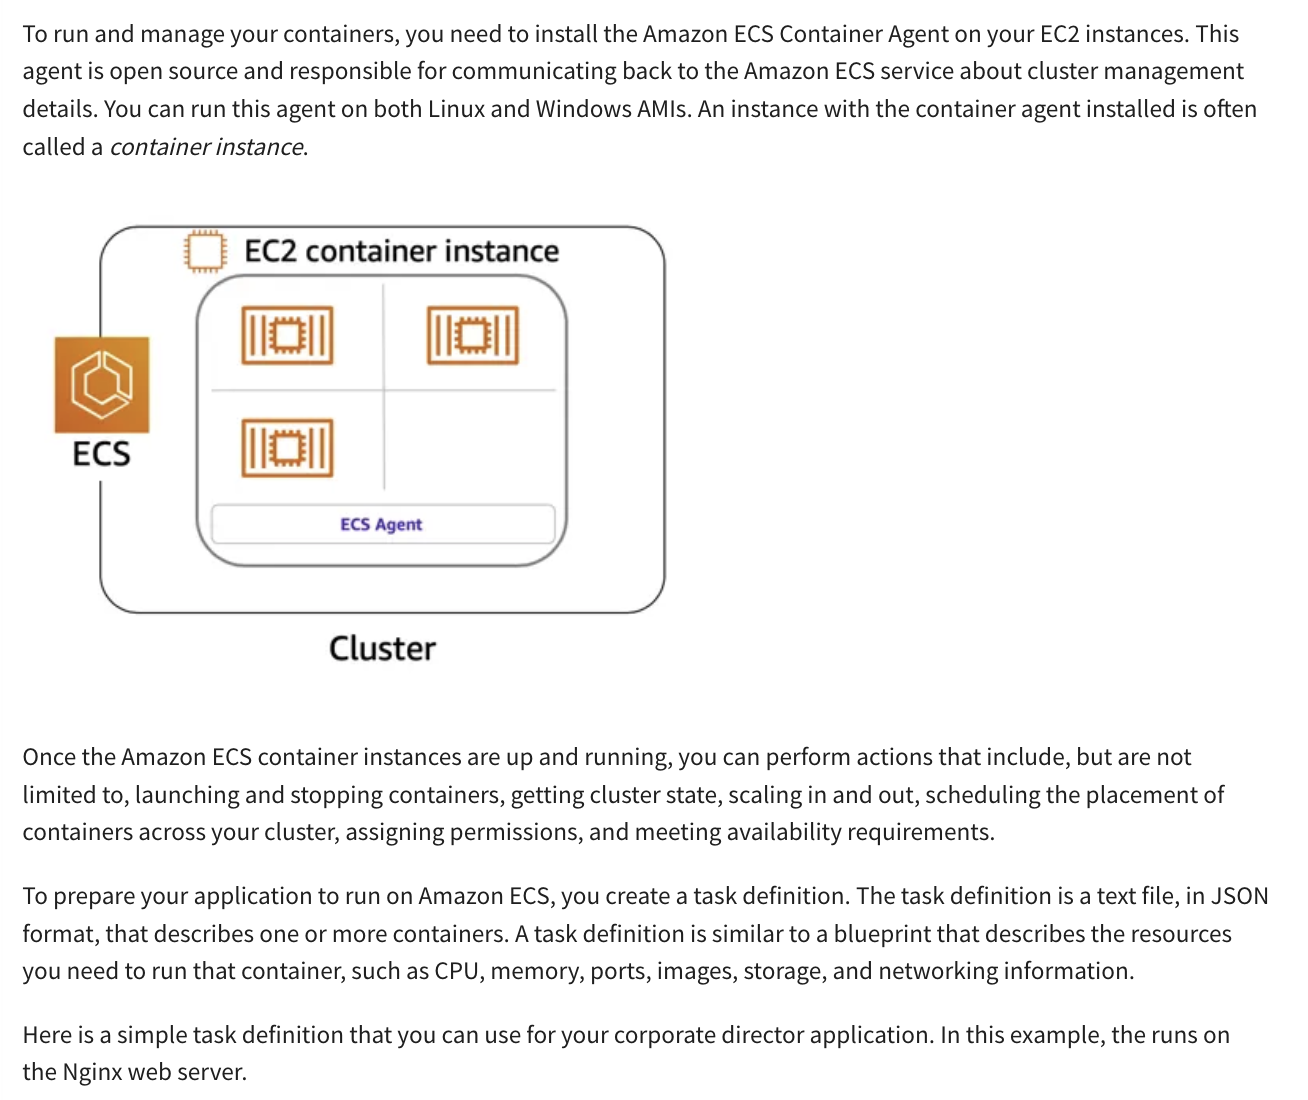 To run and manage your containers, you need to install the Amazon ECS Container Agent on your EC2 instances. This
agent is open source and responsible for communicating back to the Amazon ECS service about cluster management
details. You can run this agent on both Linux and Windows AMIs. An instance with the container agent installed is often
called a container instance.
EC2 container instance
ECS
ECS Agent
Cluster
Once the Amazon ECS container instances are up and running, you can perform actions that include, but are not
limited to, launching and stopping containers, getting cluster state, scaling in and out, scheduling the placement of
containers across your cluster, assigning permissions, and meeting availability requirements.
To prepare your application to run on Amazon ECS, you create a task definition. The task definition is a text file, in JSON
format, that describes one or more containers. A task definition is similar to a blueprint that describes the resources
you need to run that container, such as CPU, memory, ports, images, storage, and networking information.
Here is a simple task definition that you can use for your corporate director application. In this example, the runs on
the Nginx web server.